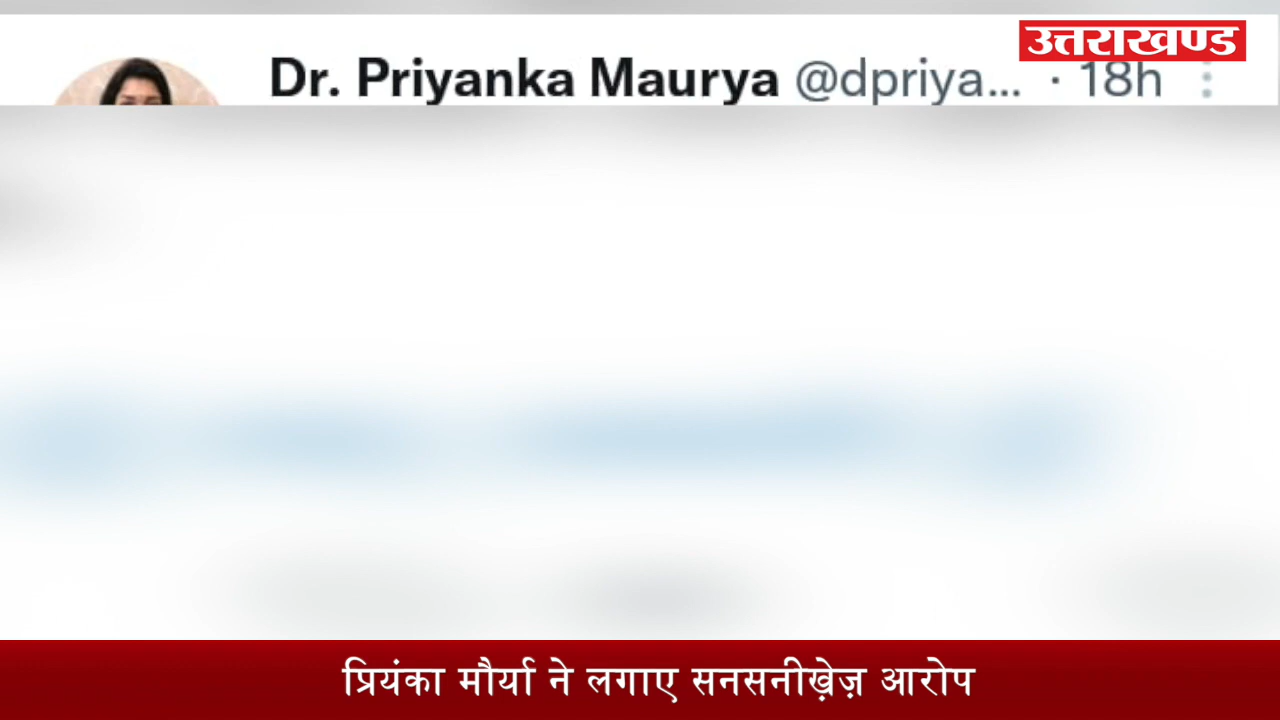 उत्तराखण्ड
Dr. Priyanka Maurya @dpriya... · 18h
प्रियंका मौर्या ने लगाए सनसनीख़ेज़ आरोप